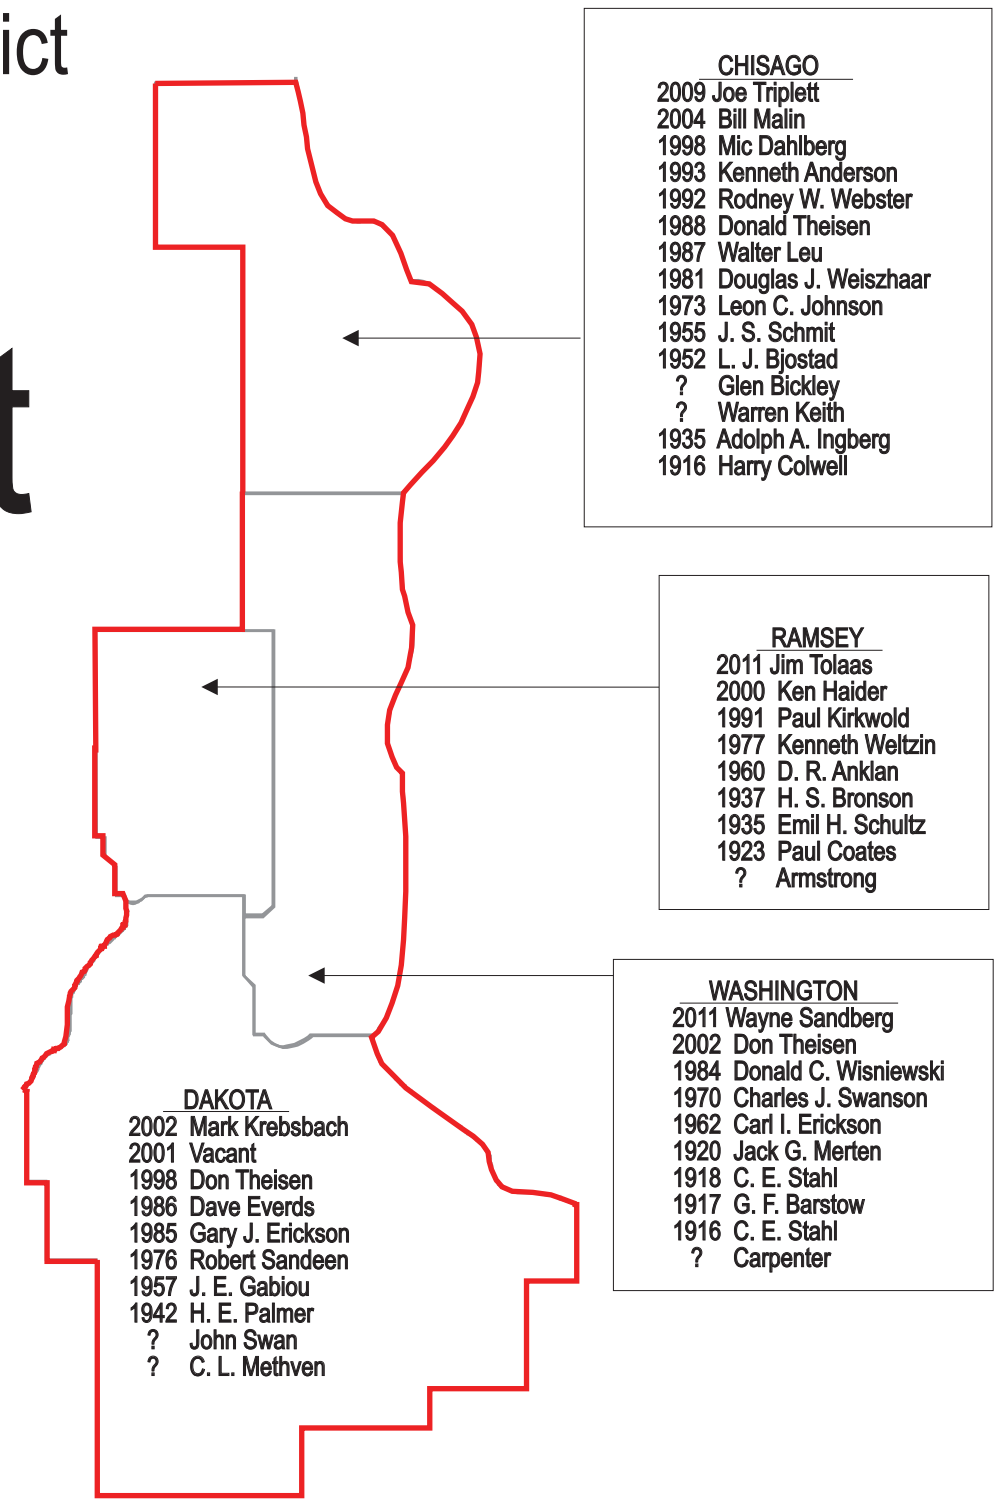 ict
t
CHISAGO
2009 Joe Triplett
2004 Bill Malin
1998 Mic Dahlberg
1993 Kenneth Anderson
1992 Rodney W. Webster
1988 Donald Theisen
1987 Walter Leu
1981 Douglas J. Weiszhaar
1973 Leon C. Johnson
1955 J. S. Schmit
1952 L. J. Bjostad
? Glen Bickley
? Warren Keith
1935 Adolph A. Ingberg
1916 Harry Colwell
RAMSEY
2011 Jim Tolaas
2000 Ken Haider
1991 Paul Kirkwold
1977 Kenneth Weltzin
1960 D. R. Anklan
1937 H. S. Bronson
1935 Emil H. Schultz
1923 Paul Coates
? Armstrong
WASHINGTON
2011 Wayne Sandberg
2002 Don Theisen
1984 Donald C. Wisniewski
1970 Charles J. Swanson
1962 Carl I. Erickson
1920 Jack G. Merten
1918 C. E. Stahl
1917 G. F. Barstow
1916 C. E. Stahl
? Carpenter
DAKOTA
2002 Mark Krebsbach
2001 Vacant
1998 Don Theisen
1986 Dave Everds
1985 Gary J. Erickson
1976 Robert Sandeen
1957 J. E. Gabiou
1942 H. E. Palmer
? John Swan
? C. L. Methven